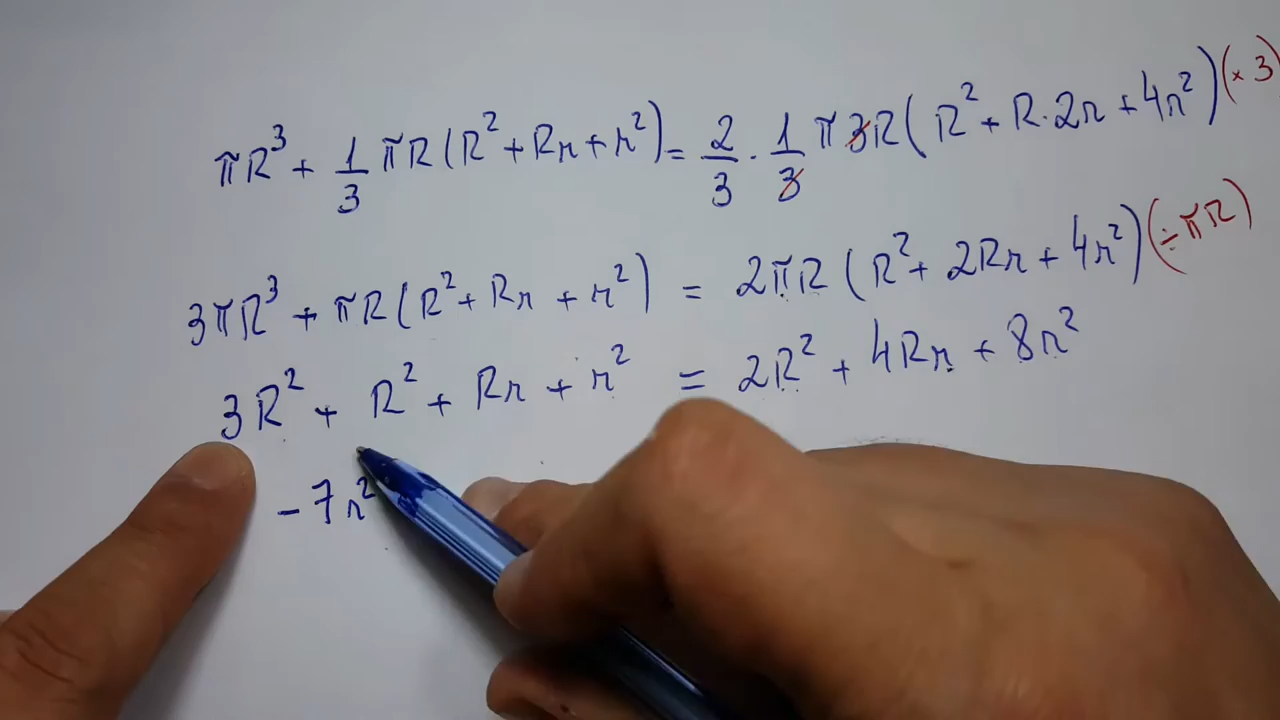 πR³ + 1/3 πR(R² + Rr + r²) = 2/3 · 1/3 π3R(R² + R·2r + 4r²) (×3)
3πR³ + πR(R² + Rr + r²) = 2πR(R² + 2Rr + 4r²) (÷πR)
3R² + R² + Rr + r² = 2R² + 4Rr + 8r²
-7r²